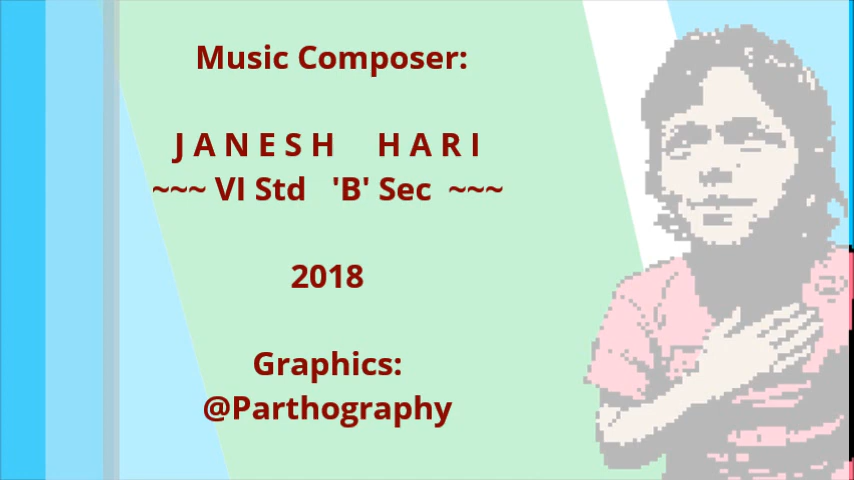 Music Composer:
J A N E S H H A R I
~~~ VI Std 'B' Sec ~~~
2018
Graphics:
@Parthography